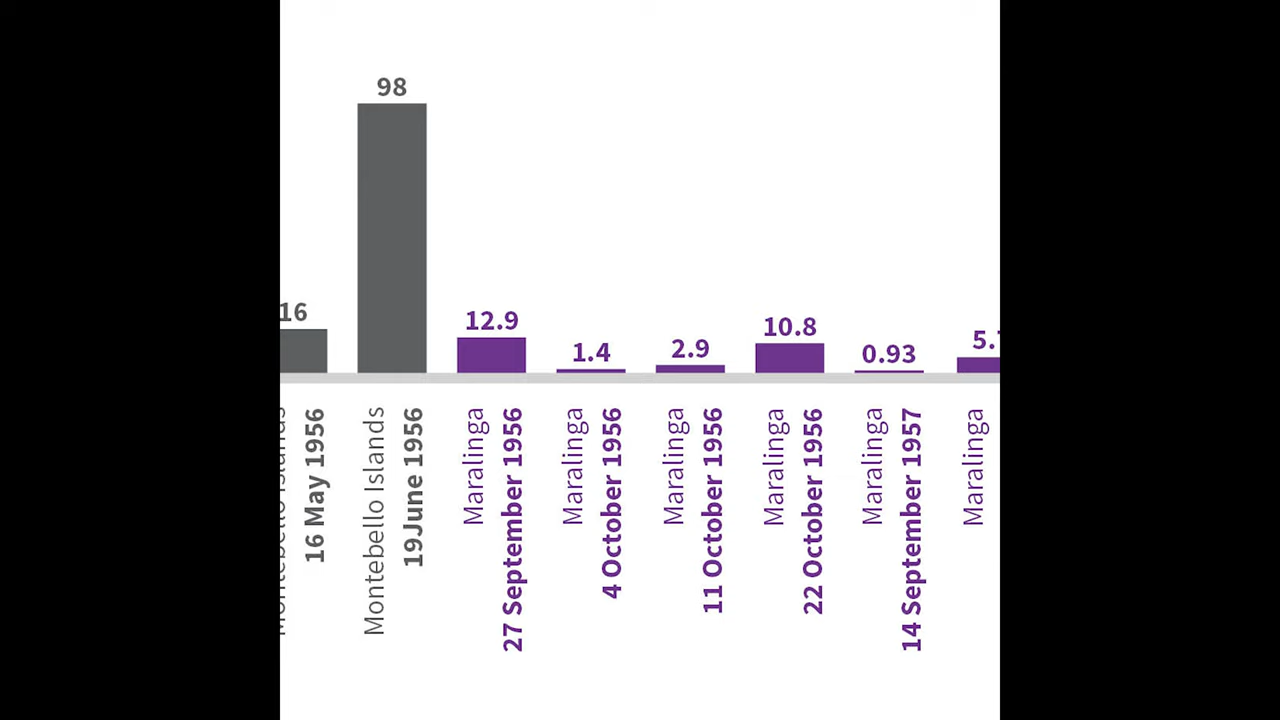 16
98
12.9
1.4
2.9
10.8
0.93
16 May 1956
Montebello Islands
19June 1956
Maralinga
27 September 1956
Maralinga
4 October 1956
Maralinga
11 October 1956
Maralinga
22 October 1956
Maralinga
14 September 1957
Maralinga